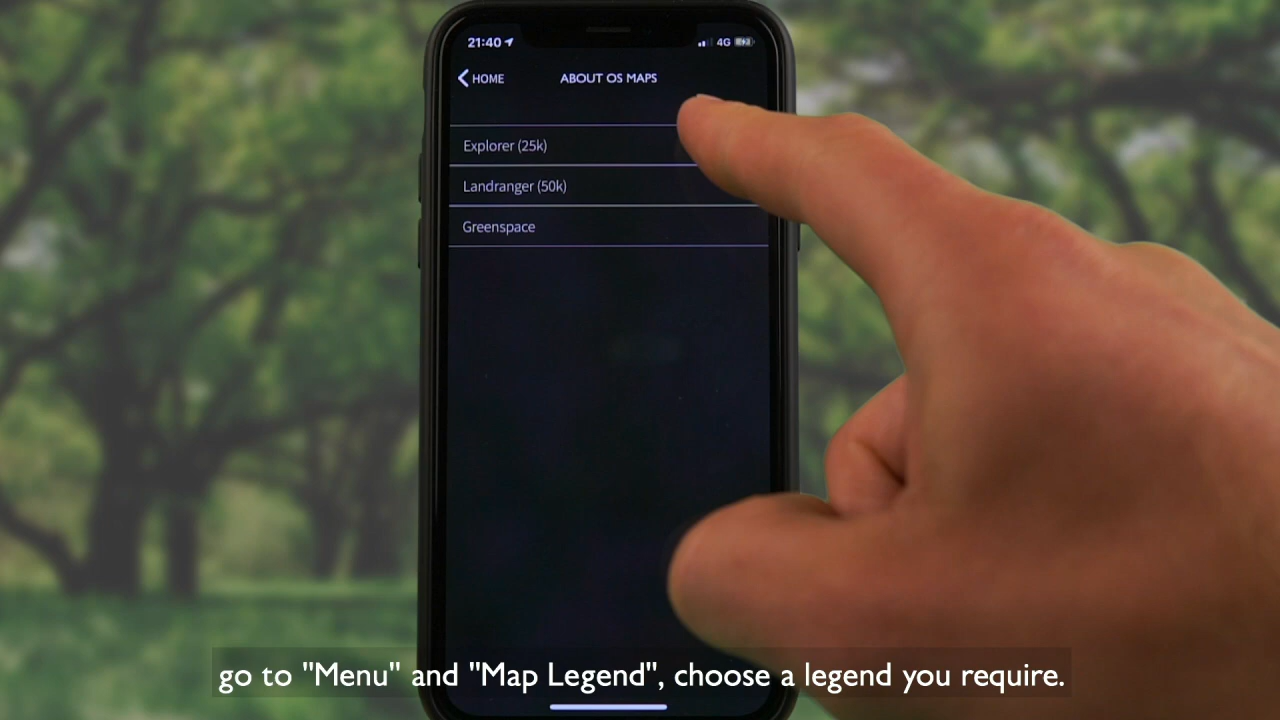 21:40
4G
HOME
ABOUT OS MAPS
Explorer (25k)
Landranger (50k)
Greenspace
go to "Menu" and "Map Legend", choose a legend you require.